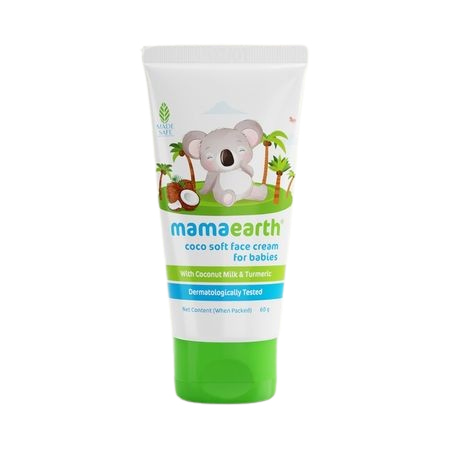 MADE
SAFE
mamaearth®
coco soft face cream
for babies
With Coconut Milk & Turmeric
Dermatologically Tested
Net Content (When Packed) 60 g